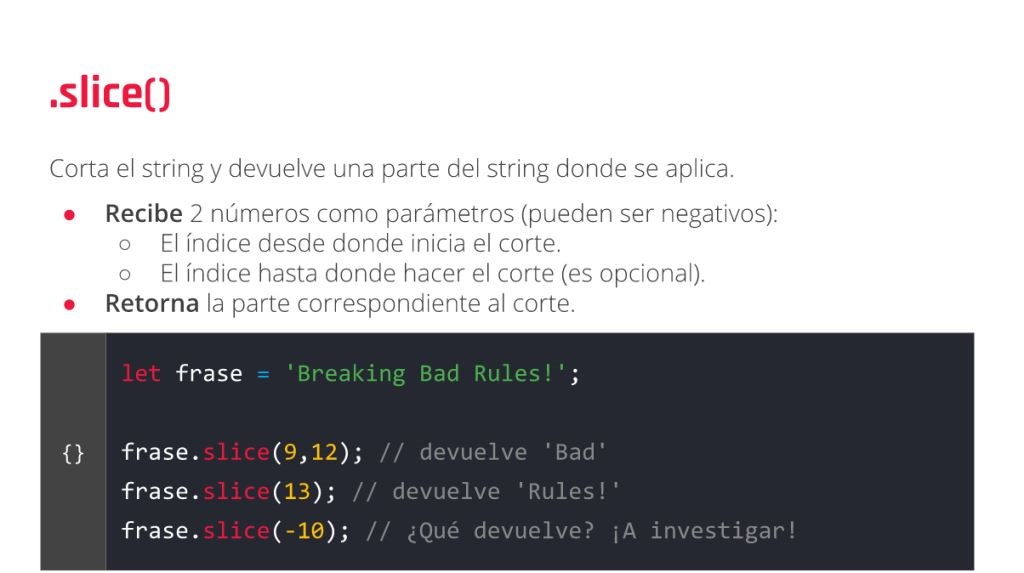 .slice()
Corta el string y devuelve una parte del string donde se aplica.
● Recibe 2 números como parámetros (pueden ser negativos):
○ El índice desde donde inicia el corte.
○ El índice hasta donde hacer el corte (es opcional).
● Retorna la parte correspondiente al corte.
let frase = 'Breaking Bad Rules!';
{}
frase.slice(9,12); // devuelve 'Bad'
frase.slice(13); // devuelve 'Rules!'
frase.slice(-10); // ¿Qué devuelve? ¡A investigar!